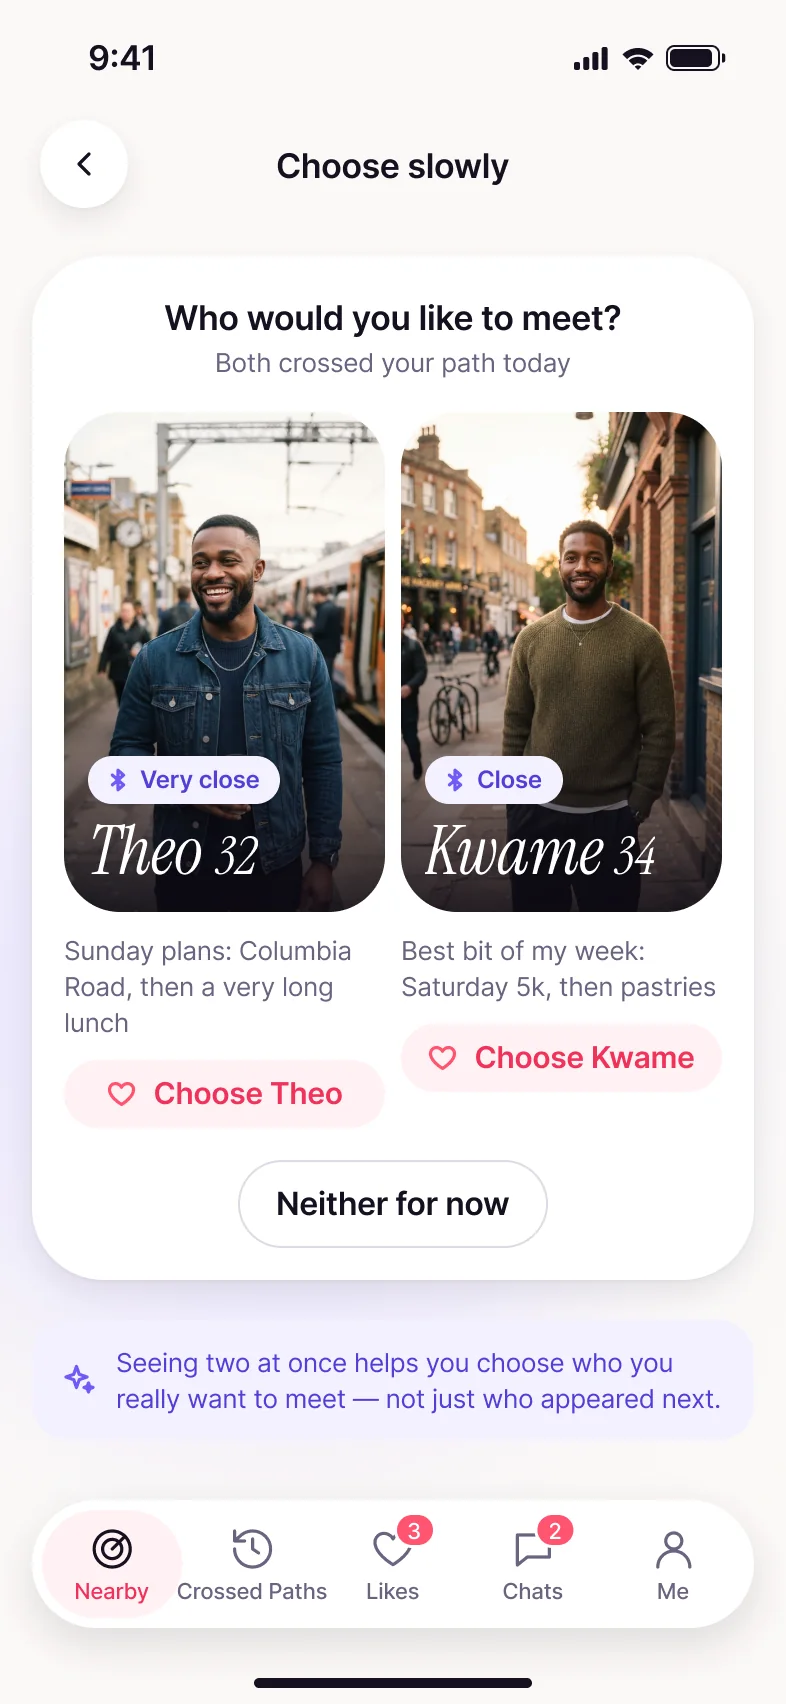 9:41
Choose slowly
Who would you like to meet?
Both crossed your path today
Very close
Theo 32
Close
Kwame 34
Sunday plans: Columbia
Road, then a very long
lunch
Choose Theo
Best bit of my week:
Saturday 5k, then pastries
Choose Kwame
Neither for now
Seeing two at once helps you choose who you
really want to meet — not just who appeared next.
3
2
Nearby
Crossed Paths
Likes
Chats
Me